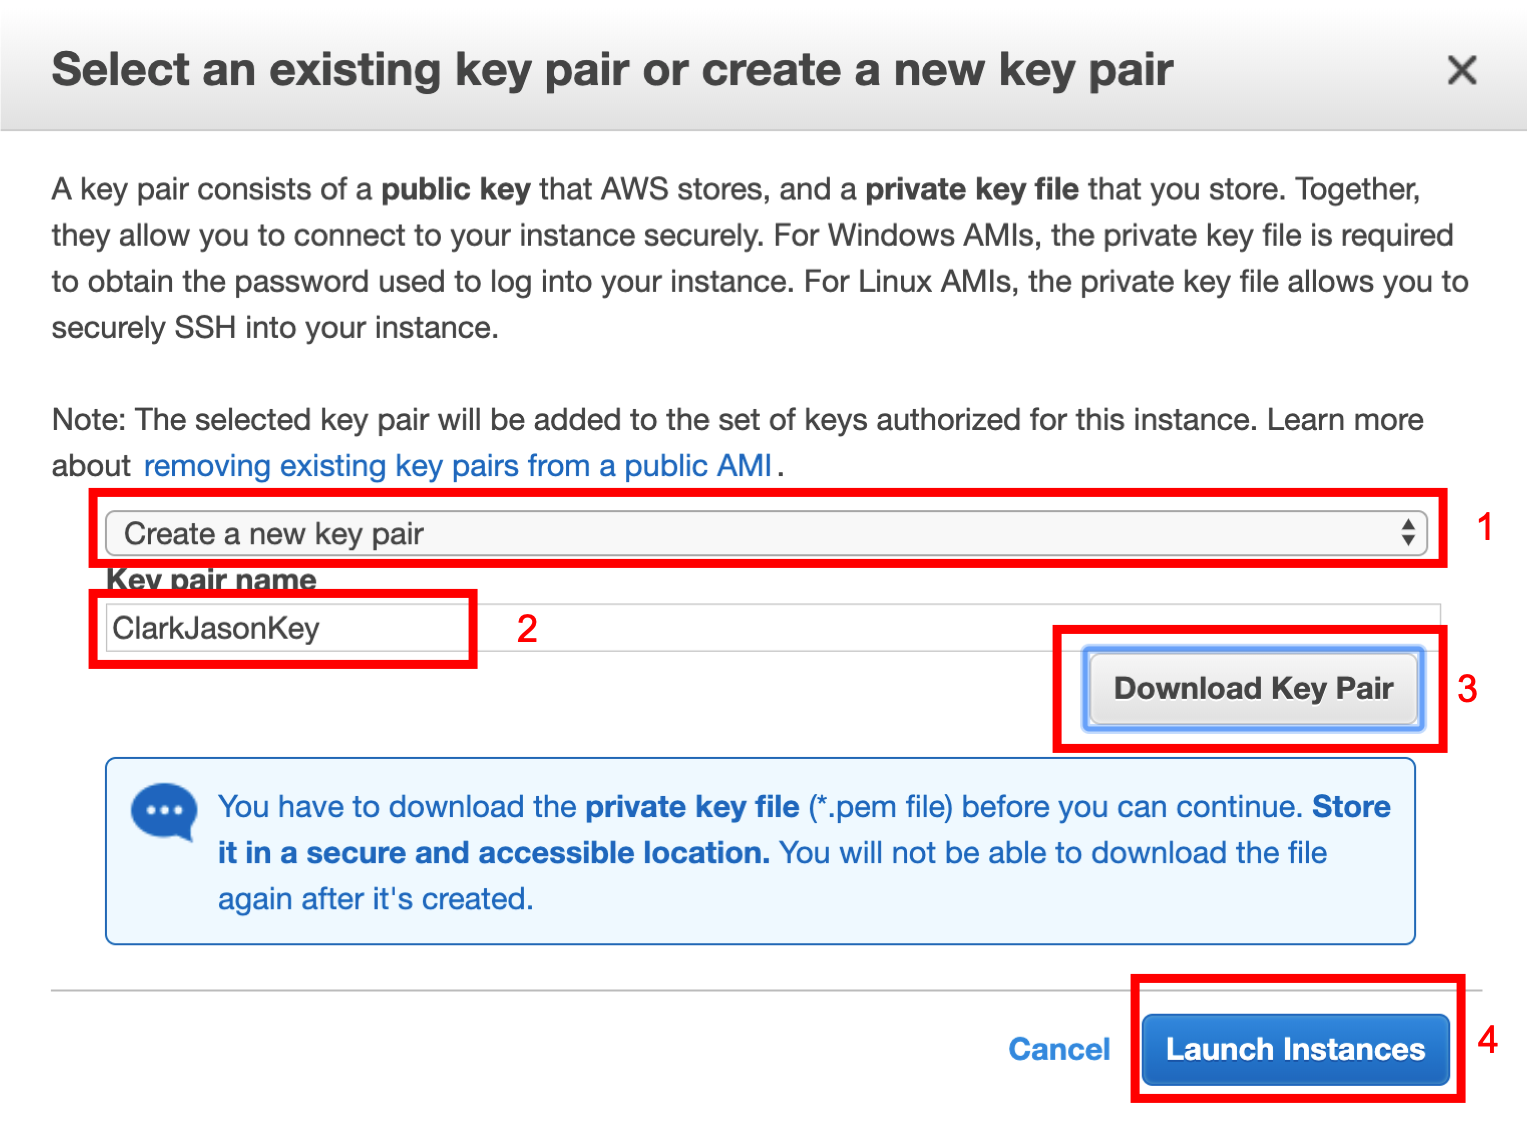 Select an existing key pair or create a new key pair
A key pair consists of a public key that AWS stores, and a private key file that you store. Together,
they allow you to connect to your instance securely. For Windows AMIs, the private key file is required
to obtain the password used to log into your instance. For Linux AMIs, the private key file allows you to
securely SSH into your instance.
Note: The selected key pair will be added to the set of keys authorized for this instance. Learn more
about removing existing key pairs from a public AMI.
Create a new key pair 1
Key pair name
ClarkJasonKey 2
Download Key Pair 3
You have to download the private key file (*.pem file) before you can continue. Store
it in a secure and accessible location. You will not be able to download the file
again after it's created.
Cancel Launch Instances 4